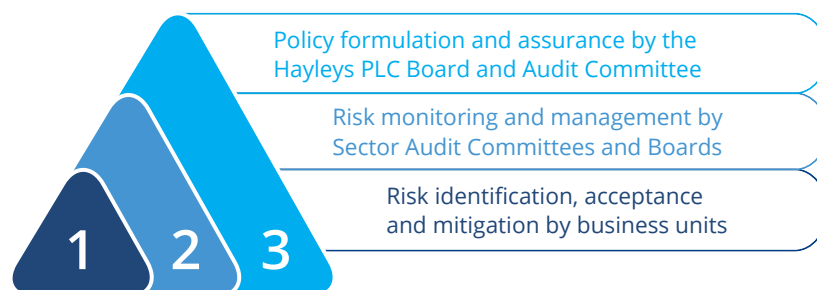 Policy formulation and assurance by the
Hayleys PLC Board and Audit Committee
Risk monitoring and management by
Sector Audit Committees and Boards
Risk identification, acceptance
and mitigation by business units
1 2 3